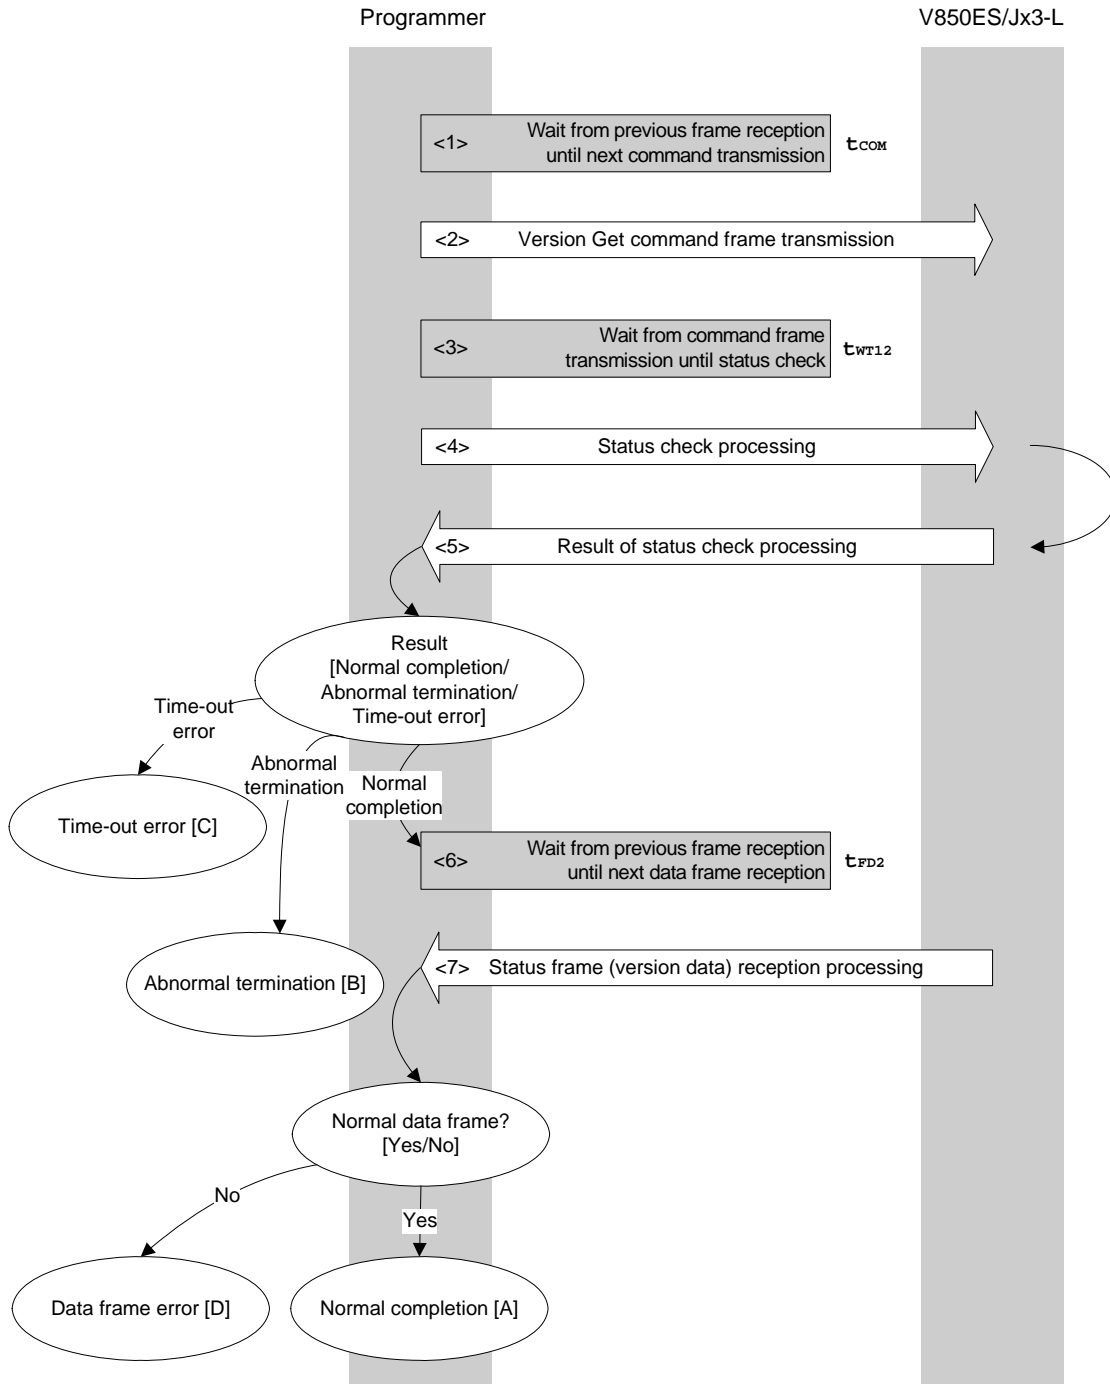 Programmer
V850ES/Jx3-L
<1>
Wait from previous frame reception
until next command transmission
tCOM
<2>
Version Get command frame transmission
<3>
Wait from command frame
transmission until status check
tWT12
<4>
Status check processing
<5>
Result of status check processing
Result
[Normal completion/
Abnormal termination/
Time-out error]
Time-out
error
Abnormal
termination
Normal
completion
Time-out error [C]
<6>
Wait from previous frame reception
until next data frame reception
tFD2
Abnormal termination [B]
<7>
Status frame (version data) reception processing
Normal data frame?
[Yes/No]
No
Yes
Data frame error [D]
Normal completion [A]